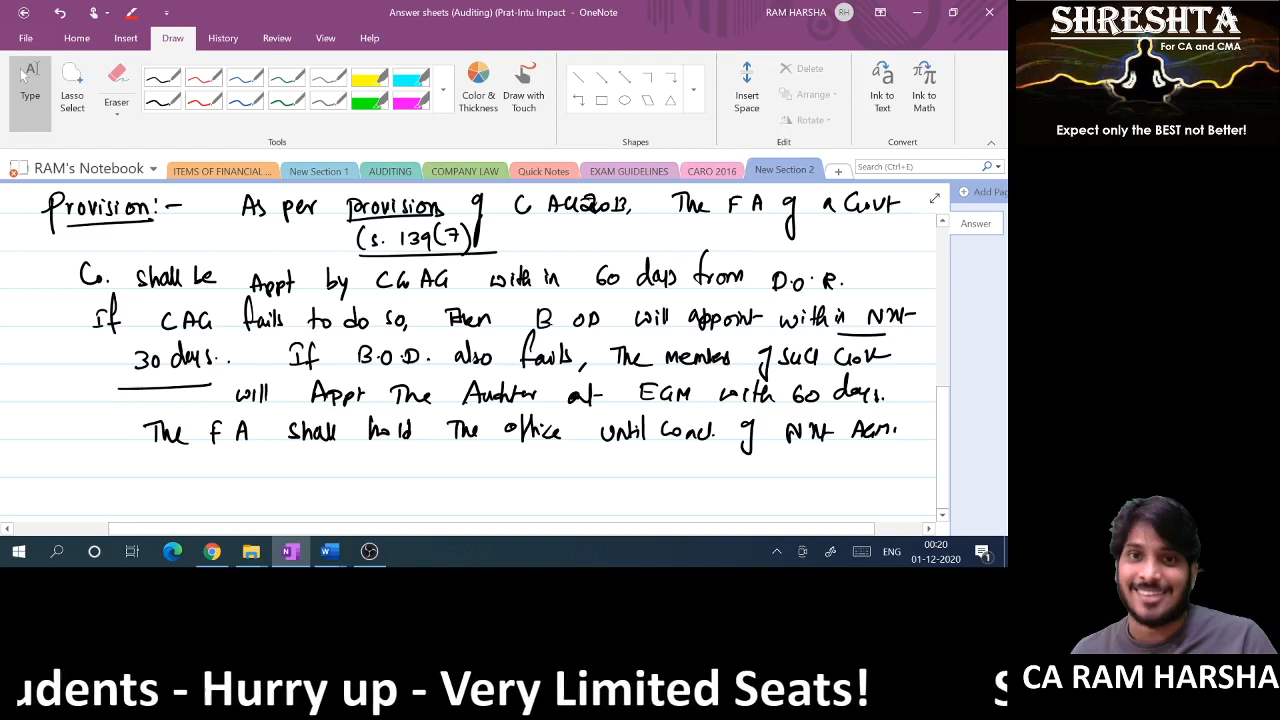 Answer sheets (Auditing) (Prat-Intu Impact - OneNote
RAM HARSHA RH
File Home Insert Draw History Review View Help
Type
Lasso Select
Eraser
Color & Thickness
Draw with Touch
Insert Space
Delete
Arrange
Rotate
Ink to Text
Ink to Math
Tools Shapes Edit Convert
RAM's Notebook ITEMS OF FINANCIAL ... New Section 1 AUDITING COMPANY LAW Quick Notes EXAM GUIDELINES CARO 2016 New Section 2 Search (Ctrl+E)
Add Pag
Answer
Provision:- As per provision of C A 2013, The F A of a Govt
(s. 139(7)
Co. shall be Appt by C&AG with in 60 days from D.O.R.
If CAG fails to do so, Then B OD will appoint within Nxt
30 days.. If B.O.D. also fails, The members of such Govt
will Appt The Auditor at EGM with 60 days.
The F A shall hold The office until Concl. of Nxt AGM.
ENG
00:20
01-12-2020
1
SHRESHTA
For CA and CMA
Expect only the BEST not Better!
udents - Hurry up - Very Limited Seats! S
CA RAM HARSHA